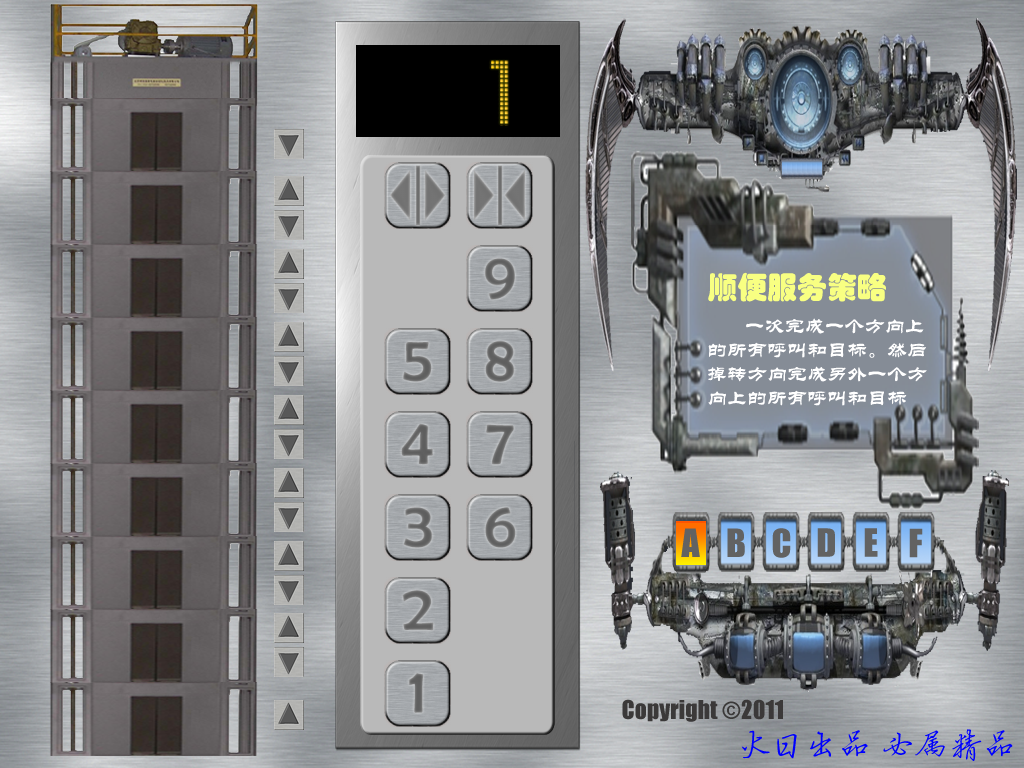 1
9
5 8
4 7
3 6
2
1
顺便服务策略
一次完成一个方向上
的所有呼叫和目标。然后
掉转方向完成另外一个方
向上的所有呼叫和目标
A B C D E F
Copyright ©2011
火日出品 必属精品